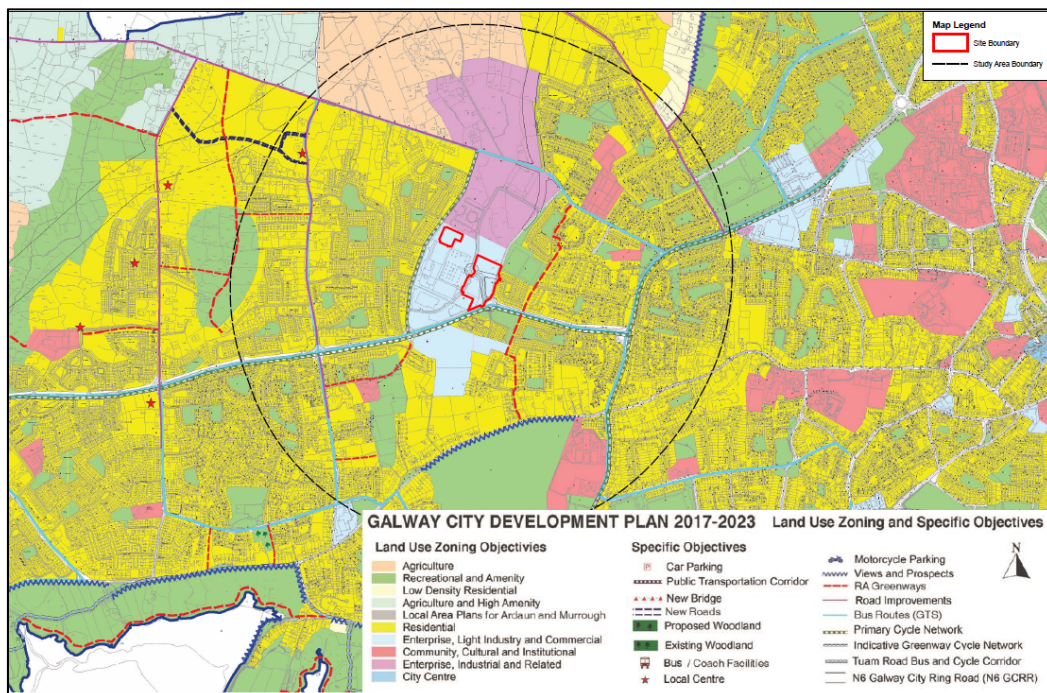 Map Legend
Site Boundary
Study Area Boundary
GALWAY CITY DEVELOPMENT PLAN 2017-2023 Land Use Zoning and Specific Objectives
Land Use Zoning Objectivies
Agriculture
Recreational and Amenity
Low Density Residential
Agriculture and High Amenity
Local Area Plans for Ardaun and Murrough
Residential
Enterprise, Light Industry and Commercial
Community, Cultural and Institutional
Enterprise, Industrial and Related
City Centre
Specific Objectives
P Car Parking
Public Transportation Corridor
New Bridge
New Roads
Proposed Woodland
Existing Woodland
Bus / Coach Facilities
Local Centre
Motorcycle Parking
Views and Prospects
RA Greenways
Road Improvements
Bus Routes (GTS)
Primary Cycle Network
Indicative Greenway Cycle Network
Tuam Road Bus and Cycle Corridor
N6 Galway City Ring Road (N6 GCRR)
N